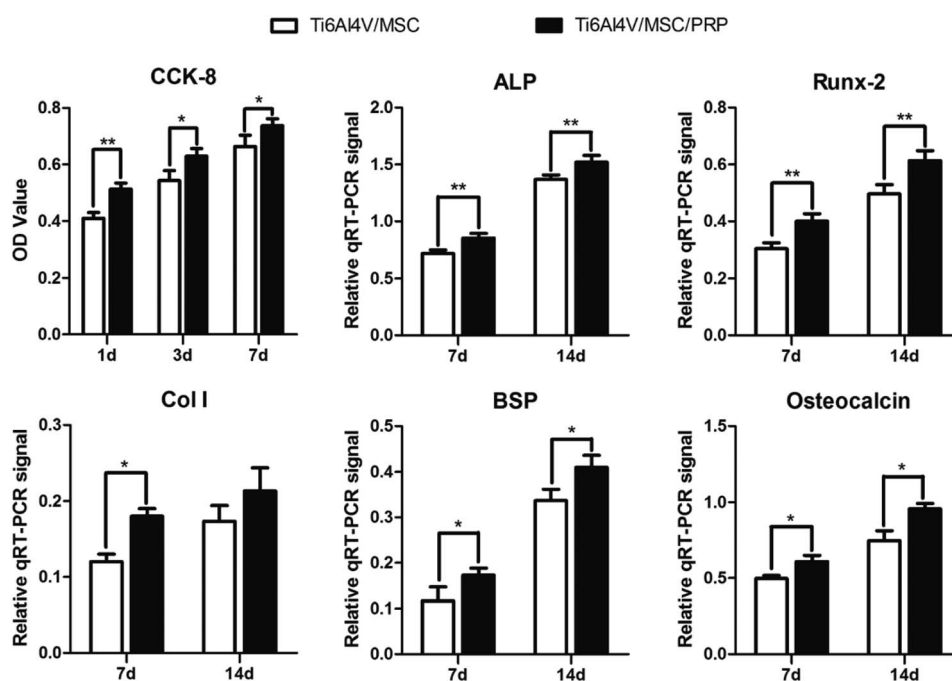 Ti6Al4V/MSC
Ti6Al4V/MSC/PRP
CCK-8
OD Value
0.8
0.6
0.4
0.2
0.0
**
*
*
1d
3d
7d
ALP
Relative qRT-PCR signal
2.0
1.5
1.0
0.5
0.0
**
**
7d
14d
Runx-2
Relative qRT-PCR signal
0.8
0.6
0.4
0.2
0.0
**
**
7d
14d
Col I
Relative qRT-PCR signal
0.3
0.2
0.1
0.0
*
7d
14d
BSP
Relative qRT-PCR signal
0.5
0.4
0.3
0.2
0.1
0.0
*
*
7d
14d
Osteocalcin
Relative qRT-PCR signal
1.5
1.0
0.5
0.0
*
*
7d
14d